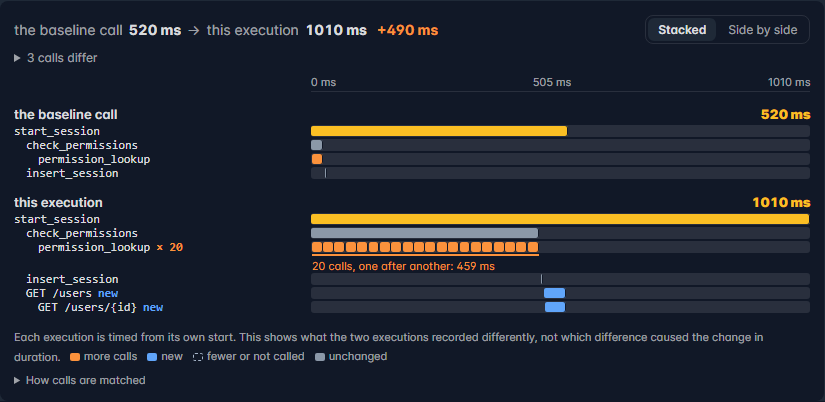 the baseline call 520 ms → this execution 1010 ms +490 ms
Stacked Side by side
▶ 3 calls differ
0 ms 505 ms 1010 ms
the baseline call 520 ms
start_session
check_permissions
permission_lookup
insert_session
this execution 1010 ms
start_session
check_permissions
permission_lookup × 20
20 calls, one after another: 459 ms
insert_session
GET /users new
GET /users/{id} new
Each execution is timed from its own start. This shows what the two executions recorded differently, not which difference caused the change in
duration. more calls new fewer or not called unchanged
▶ How calls are matched